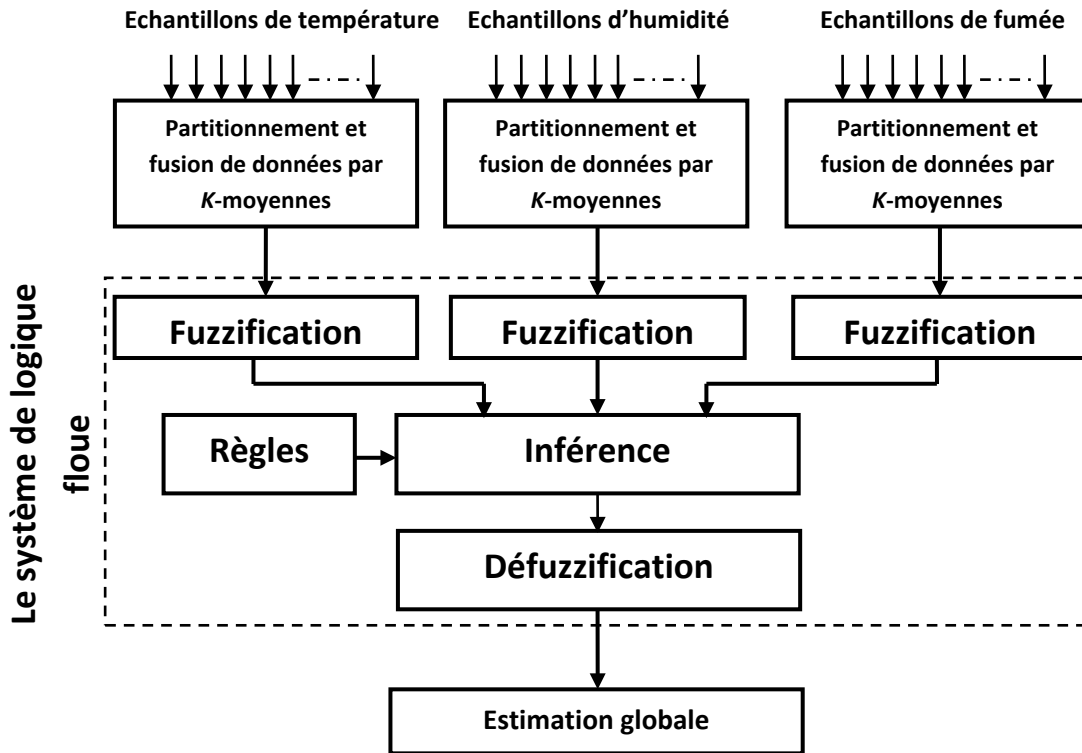 Echantillons de température
Echantillons d’humidité
Echantillons de fumée
Partitionnement et
fusion de données par
K-moyennes
Partitionnement et
fusion de données par
K-moyennes
Partitionnement et
fusion de données par
K-moyennes
Le système de logique
floue
Fuzzification
Fuzzification
Fuzzification
Règles
Inférence
Défuzzification
Estimation globale